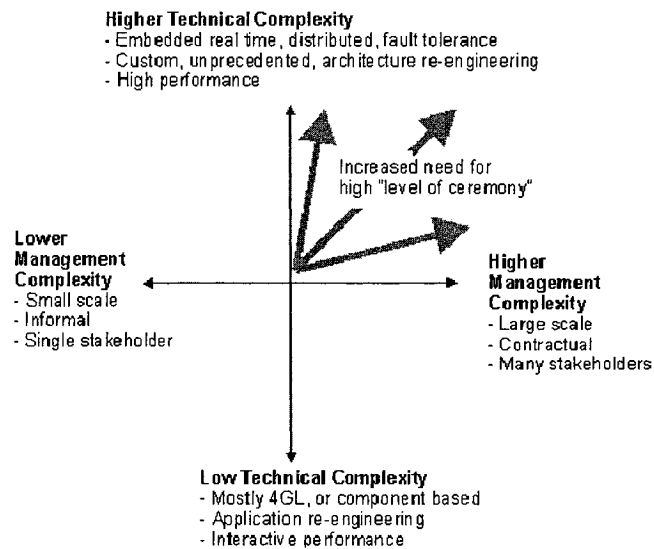 Higher Technical Complexity
- Embedded real time, distributed, fault tolerance
- Custom, unprecedented, architecture re-engineering
- High performance
Increased need for
high "level of ceremony"
Lower
Management
Complexity
- Small scale
- Informal
- Single stakeholder
Higher
Management
Complexity
- Large scale
- Contractual
- Many stakeholders
Low Technical Complexity
- Mostly 4GL, or component based
- Application re-engineering
- Interactive performance